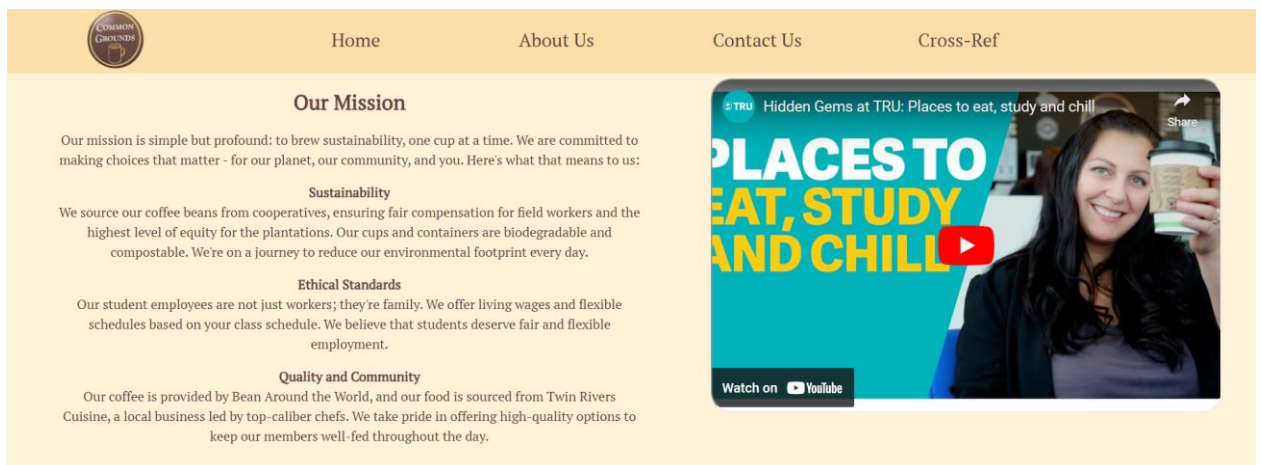 COMMON
GROUNDS
Home
About Us
Contact Us
Cross-Ref
Our Mission
Our mission is simple but profound: to brew sustainability, one cup at a time. We are committed to
making choices that matter - for our planet, our community, and you. Here's what that means to us:
Sustainability
We source our coffee beans from cooperatives, ensuring fair compensation for field workers and the
highest level of equity for the plantations. Our cups and containers are biodegradable and
compostable. We're on a journey to reduce our environmental footprint every day.
Ethical Standards
Our student employees are not just workers; they're family. We offer living wages and flexible
schedules based on your class schedule. We believe that students deserve fair and flexible
employment.
Quality and Community
Our coffee is provided by Bean Around the World, and our food is sourced from Twin Rivers
Cuisine, a local business led by top-caliber chefs. We take pride in offering high-quality options to
keep our members well-fed throughout the day.
TRU
Hidden Gems at TRU: Places to eat, study and chill
Share
PLACES TO
EAT, STUDY
AND CHILL
Watch on YouTube